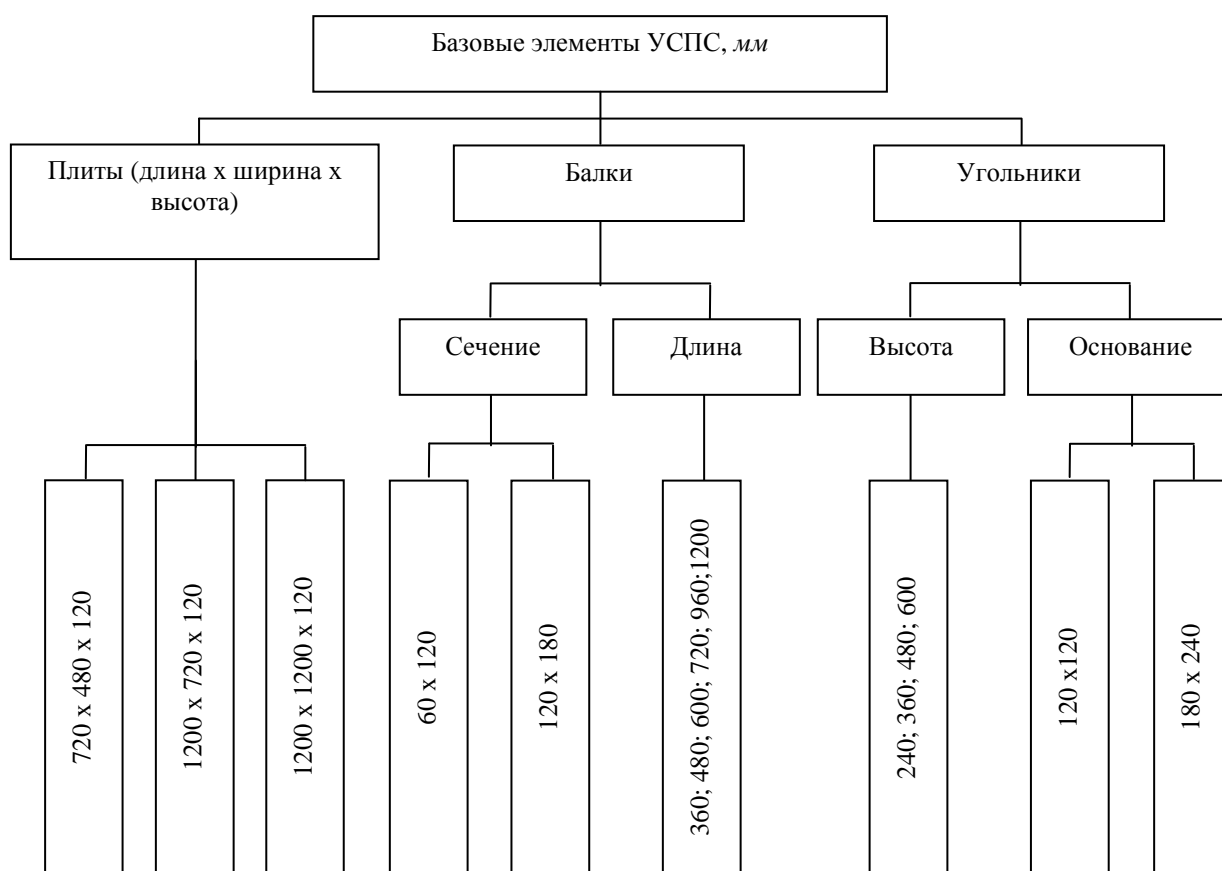 Базовые элементы УСПС, мм
Плиты (длина х ширина х
высота)
Балки
Угольники
Сечение
Длина
Высота
Основание
720 х 480 х 120
1200 х 720 х 120
1200 х 1200 х 120
60 х 120
120 х 180
360; 480; 600; 720; 960;1200
240; 360; 480; 600
120 х120
180 х 240